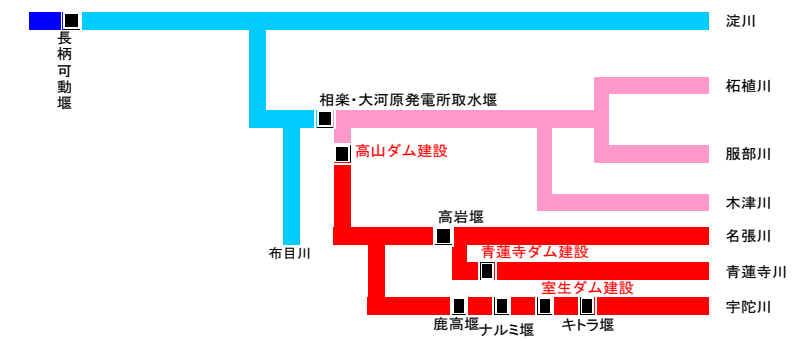 淀川
長柄可動堰
柘植川
相楽・大河原発電所取水堰
高山ダム建設
服部川
木津川
高岩堰
名張川
布目川
青蓮寺ダム建設
青蓮寺川
室生ダム建設
宇陀川
鹿高堰
ナルミ堰
キトラ堰